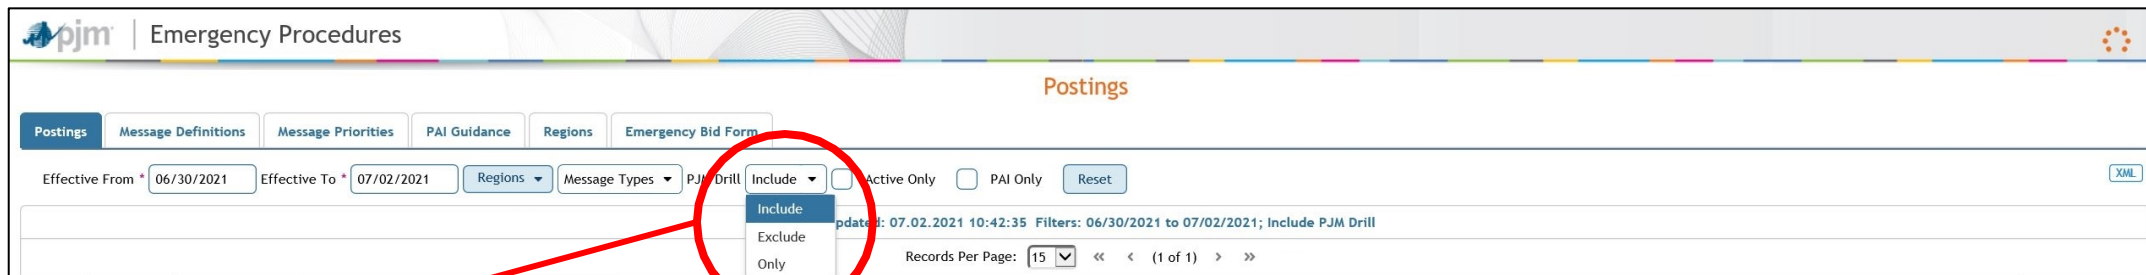 pjm | Emergency Procedures
Postings
Postings Message Definitions Message Priorities PAI Guidance Regions Emergency Bid Form
Effective From * 06/30/2021 Effective To * 07/02/2021 Regions Message Types PJM Drill Include Active Only PAI Only Reset XML
Include
pdated: 07.02.2021 10:42:35 Filters: 06/30/2021 to 07/02/2021; Include PJM Drill
Exclude
Records Per Page: 15 « < (1 of 1) > »
Only